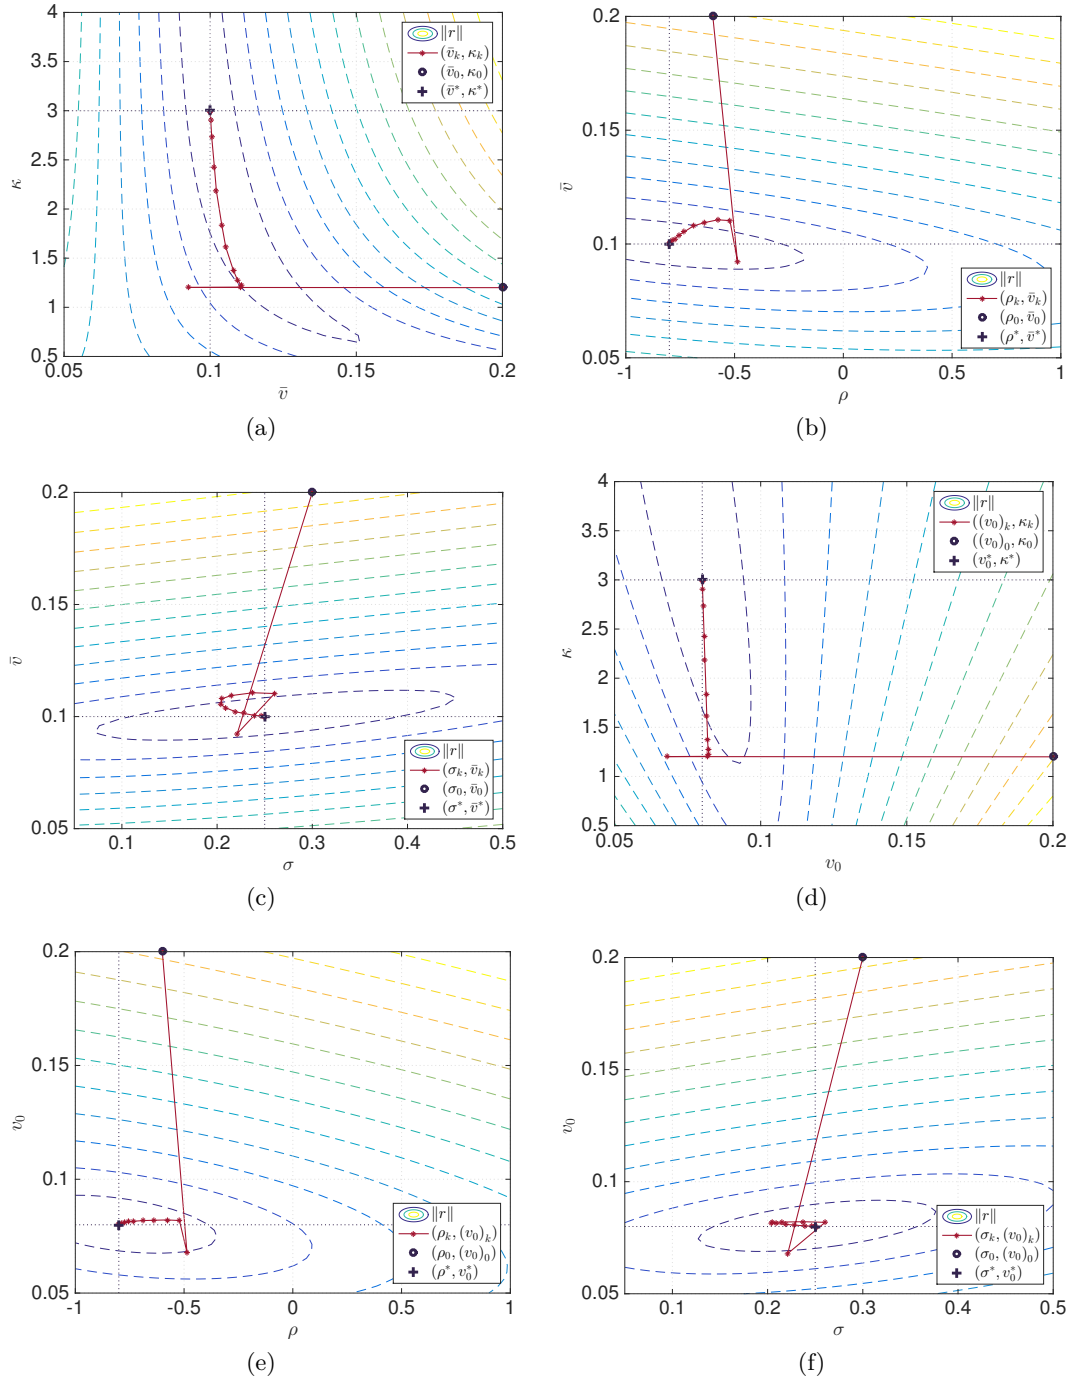 4
3.5
3
2.5
2
1.5
1
0.5
κ
0.05
0.1
0.15
0.2
v̄
‖r‖
(v̄ₖ, κₖ)
(v̄₀, κ₀)
(v̄*, κ*)
(a)
0.2
0.15
0.1
0.05
v̄
-1
-0.5
0
0.5
1
ρ
‖r‖
(ρₖ, v̄ₖ)
(ρ₀, v̄₀)
(ρ*, v̄*)
(b)
0.2
0.15
0.1
0.05
v̄
0.1
0.2
0.3
0.4
0.5
σ
‖r‖
(σₖ, v̄ₖ)
(σ₀, v̄₀)
(σ*, v̄*)
(c)
4
3.5
3
2.5
2
1.5
1
0.5
κ
0.05
0.1
0.15
0.2
v₀
‖r‖
((v₀)ₖ, κₖ)
((v₀)₀, κ₀)
(v₀*, κ*)
(d)
0.2
0.15
0.1
0.05
v₀
-1
-0.5
0
0.5
1
ρ
‖r‖
(ρₖ, (v₀)ₖ)
(ρ₀, (v₀)₀)
(ρ*, v₀*)
(e)
0.2
0.15
0.1
0.05
v₀
0.1
0.2
0.3
0.4
0.5
σ
‖r‖
(σₖ, (v₀)ₖ)
(σ₀, (v₀)₀)
(σ*, v₀*)
(f)